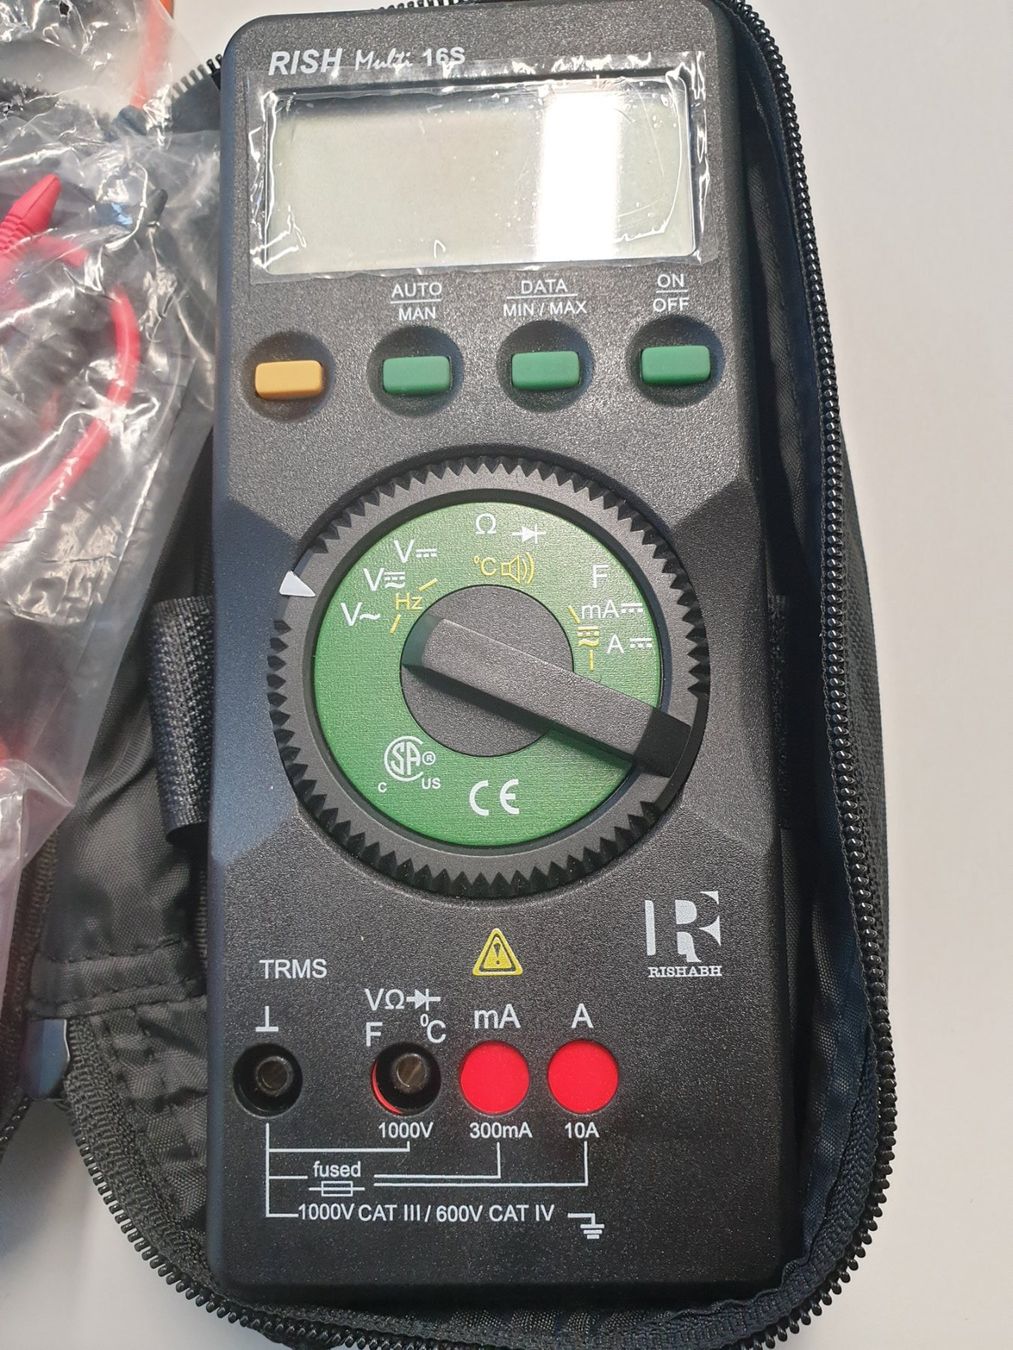 RISH Multi 16S
AUTO
MAN
DATA
MIN / MAX
ON
OFF
Ω
V⎓
°C
V
F
Hz
mA⎓
V~
A⎓
SA®
C US
CE
RISHABH
TRMS
VΩ
F °C
mA
A
⊥
1000V
300mA
10A
fused
1000V CAT III / 600V CAT IV